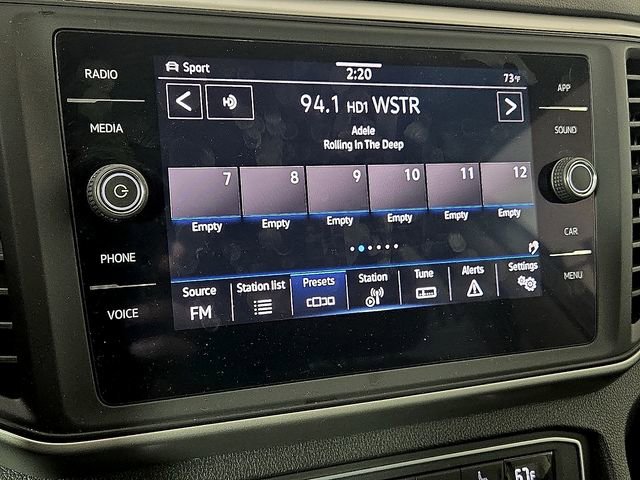 RADIO
MEDIA
PHONE
VOICE
Sport
2:20
73°F
94.1 HD1 WSTR
Adele
Rolling In The Deep
7 8 9 10 11 12
Empty Empty Empty Empty Empty Empty
Source Station list Presets Station Tune Alerts Settings
FM
APP
SOUND
CAR
MENU
67°F